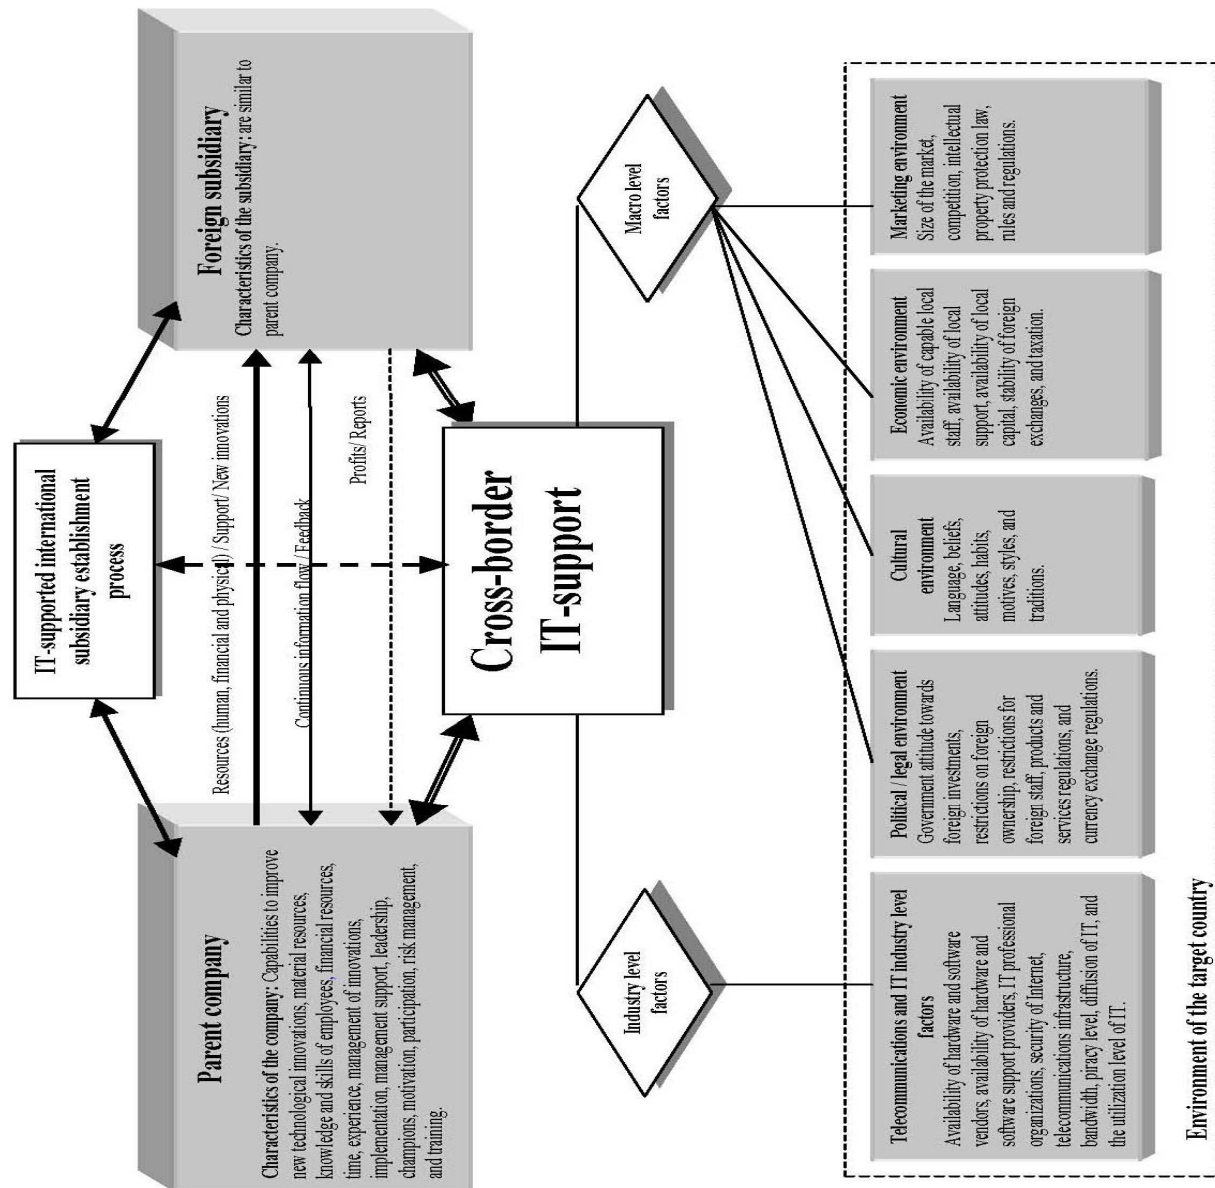 IT-supported international
subsidiary establishment
process
Parent company
Characteristics of the company: Capabilities to improve
new technological innovations, material resources,
knowledge and skills of employees, financial resources,
time, experience, management of innovations,
implementation, management support, leadership,
champions, motivation, participation, risk management,
and training.
Resources (human, financial and physical) / Support/ New innovations
Continuous information flow / Feedback
Profits/ Reports
Foreign subsidiary
Characteristics of the subsidiary: are similar to
parent company.
Cross-border
IT-support
Industry level
factors
Macro level
factors
Telecommunications and IT industry level
factors
Availability of hardware and software
vendors, availability of hardware and
software support providers, IT professional
organizations, security of Internet,
telecommunications infrastructure,
bandwidth, piracy level, diffusion of IT, and
the utilization level of IT.
Political / legal environment
Government attitude towards
foreign investments,
restrictions on foreign
ownership, restrictions for
foreign staff, products and
services regulations, and
currency exchange regulations.
Cultural
environment
Language, beliefs,
attitudes, habits,
motives, styles, and
traditions.
Economic environment
Availability of capable local
staff, availability of local
support, availability of local
capital, stability of foreign
exchanges, and taxation.
Marketing environment
Size of the market,
competition, intellectual
property protection law,
rules and regulations.
Environment of the target country